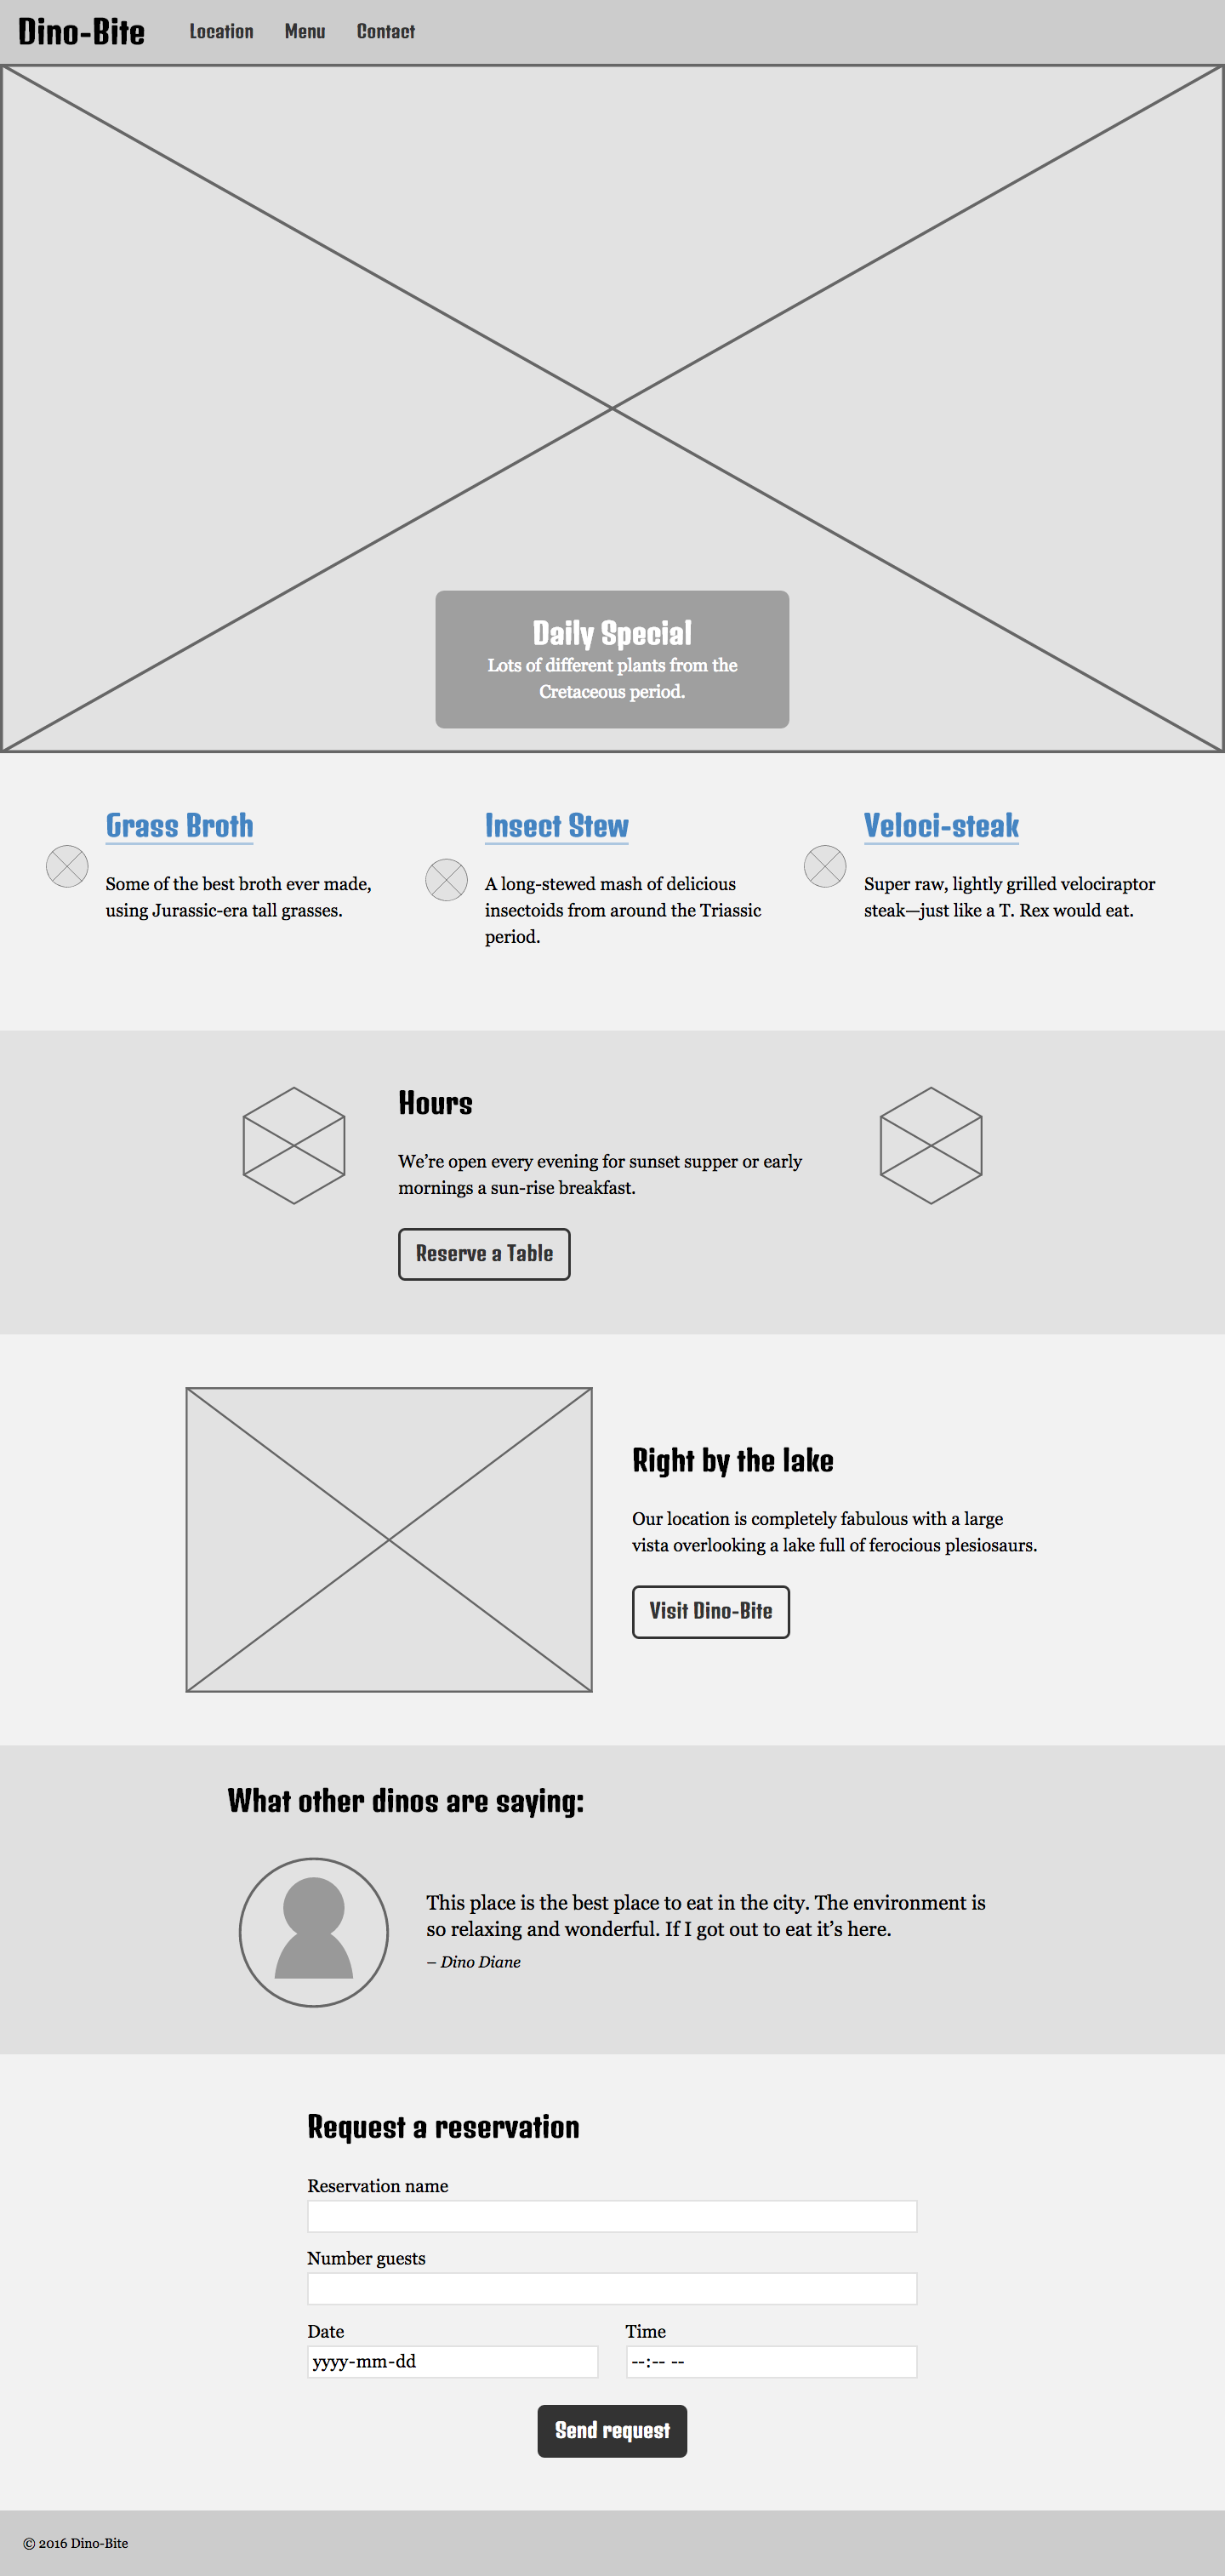 Dino-Bite
Location Menu Contact
Daily Special
Lots of different plants from the
Cretaceous period.
Grass Broth
Some of the best broth ever made,
using Jurassic-era tall grasses.
Insect Stew
A long-stewed mash of delicious
insectoids from around the Triassic
period.
Veloci-steak
Super raw, lightly grilled velociraptor
steak—just like a T. Rex would eat.
Hours
We’re open every evening for sunset supper or early
mornings a sun-rise breakfast.
Reserve a Table
Right by the lake
Our location is completely fabulous with a large
vista overlooking a lake full of ferocious plesiosaurs.
Visit Dino-Bite
What other dinos are saying:
This place is the best place to eat in the city. The environment is
so relaxing and wonderful. If I got out to eat it’s here.
– Dino Diane
Request a reservation
Reservation name
Number guests
Date
yyyy-mm-dd
Time
--:-- --
Send request
© 2016 Dino-Bite